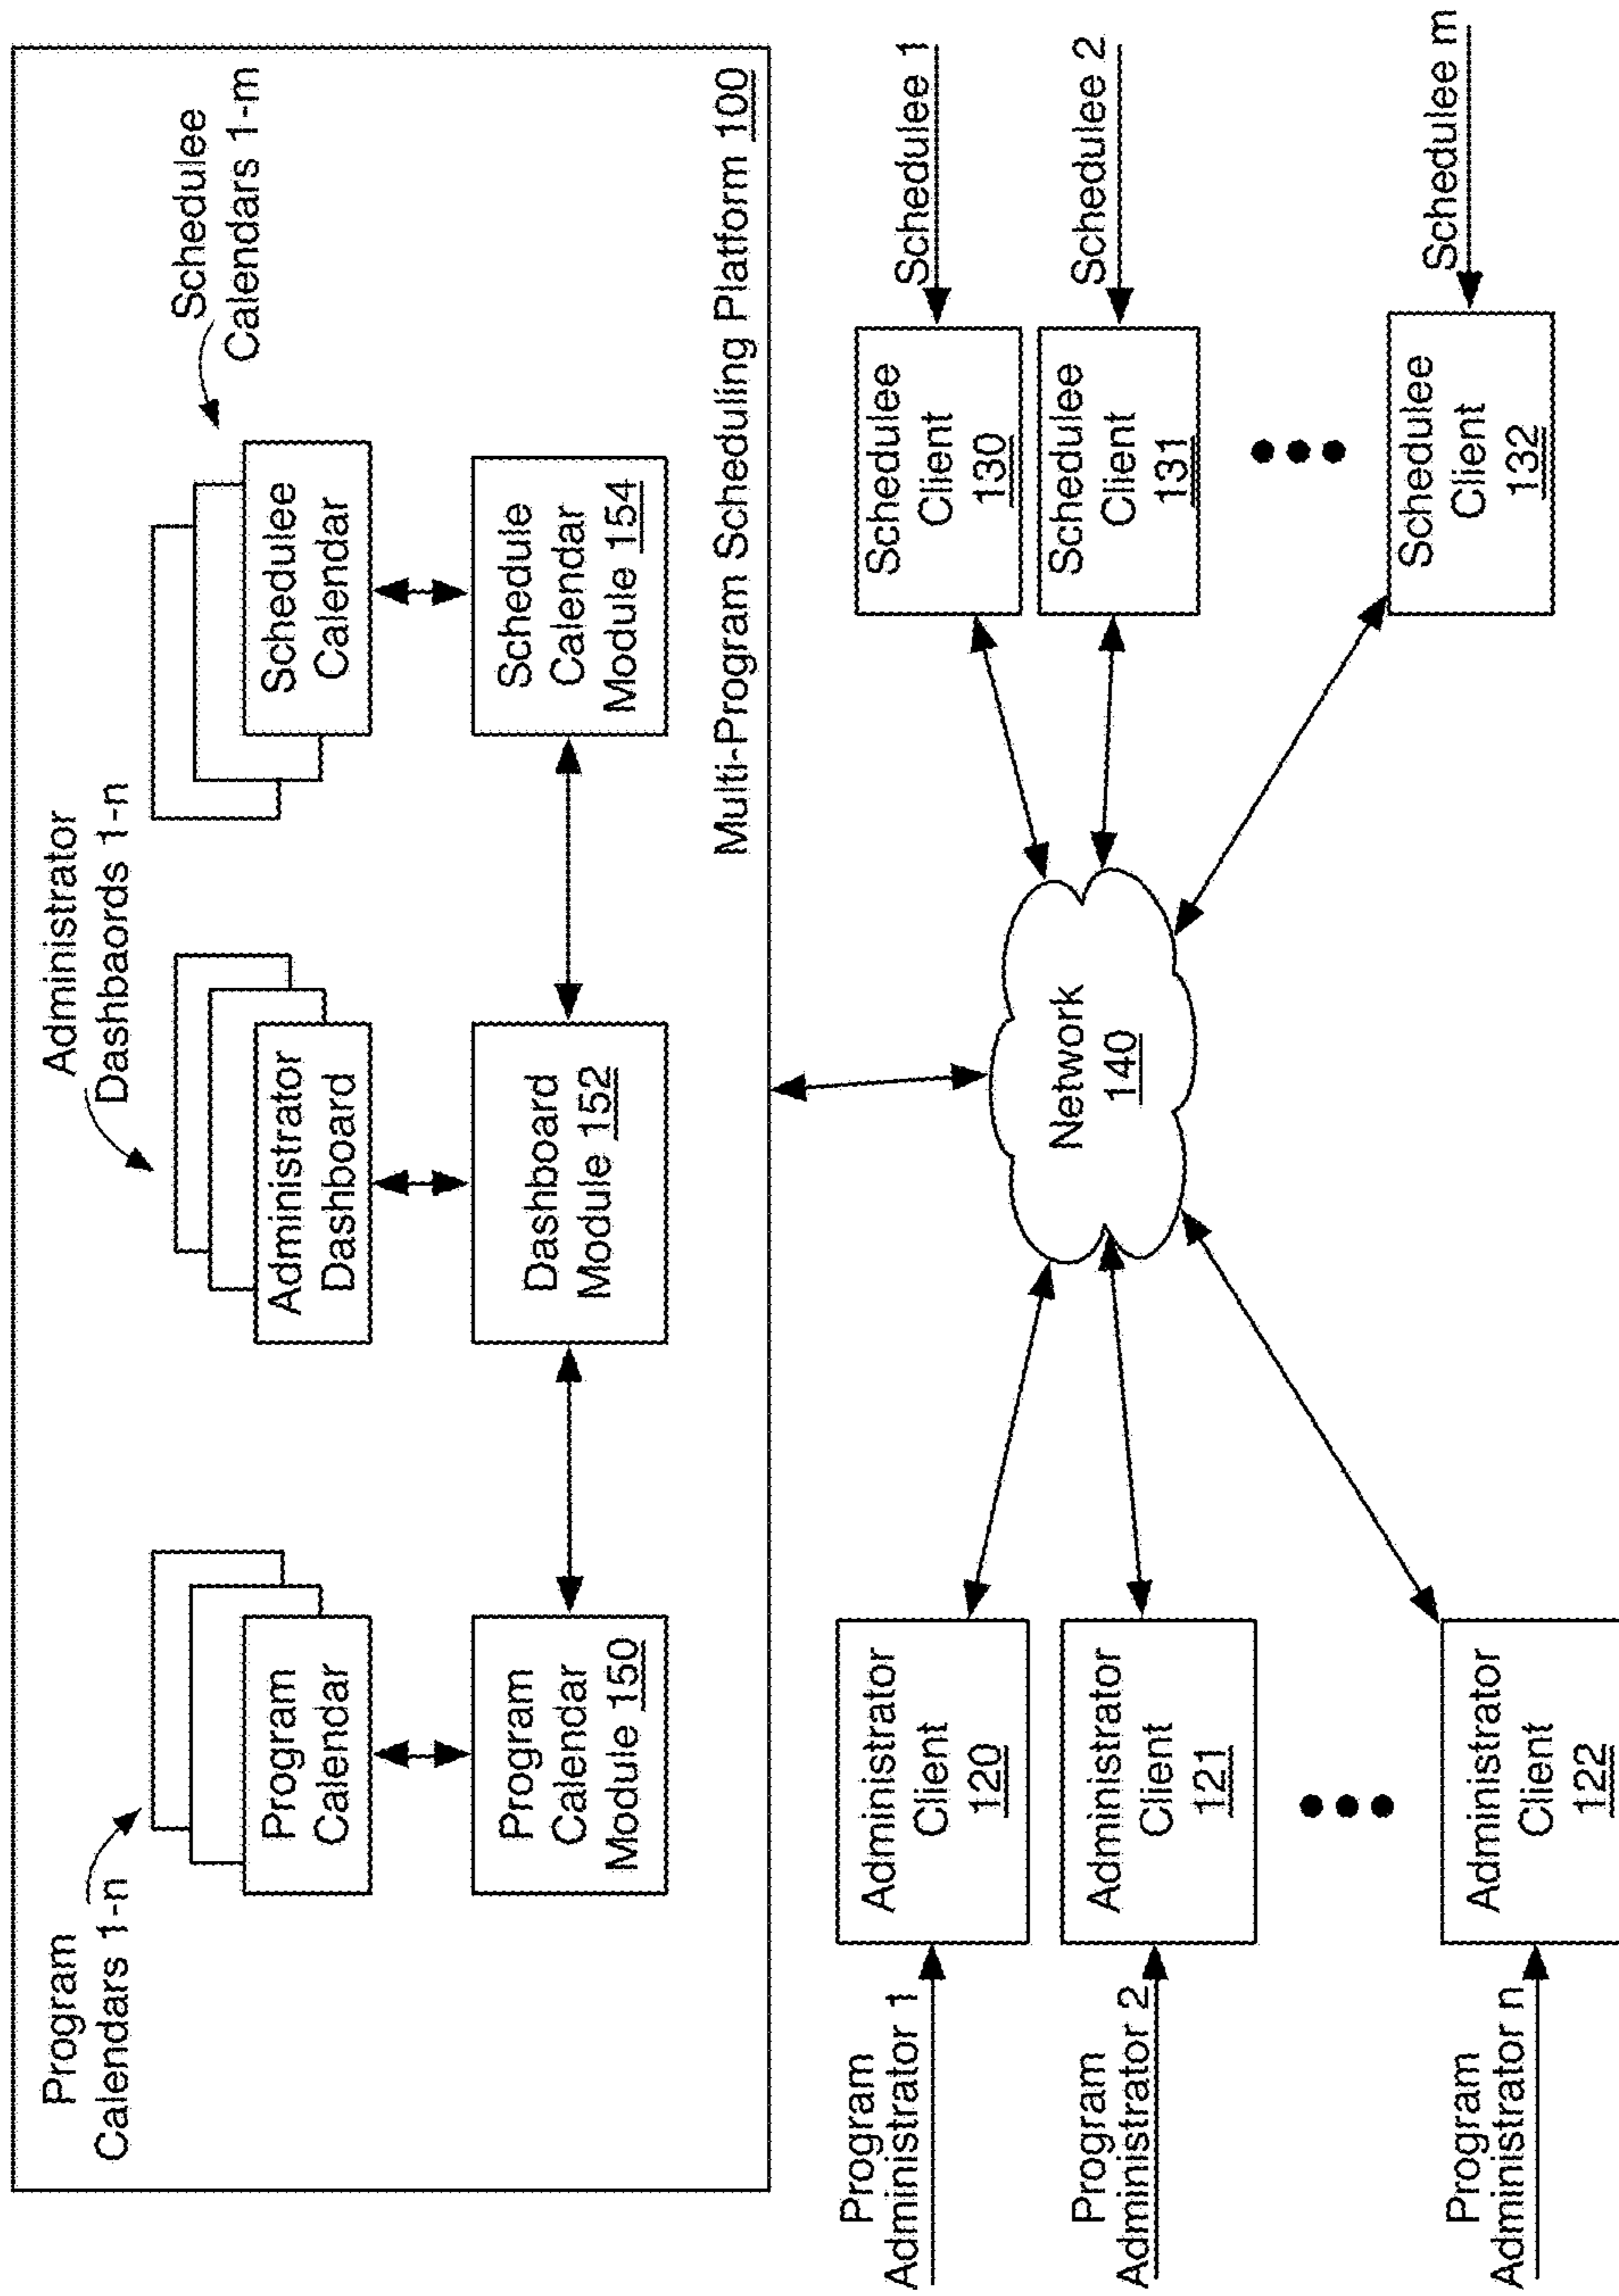 Program
Calendars 1-n
Administrator
Dashbaords 1-n
Schedulee
Calendars 1-m
Program
Calendar
Administrator
Dashboard
Schedulee
Calendar
Program
Calendar
Module 150
Dashboard
Module 152
Schedule
Calendar
Module 154
Multi-Program Scheduling Platform 100
Program
Administrator 1
Administrator
Client
120
Program
Administrator 2
Administrator
Client
121
Program
Administrator n
Administrator
Client
122
Network
140
Schedulee
Client
130
Schedulee 1
Schedulee
Client
131
Schedulee 2
Schedulee
Client
132
Schedulee m